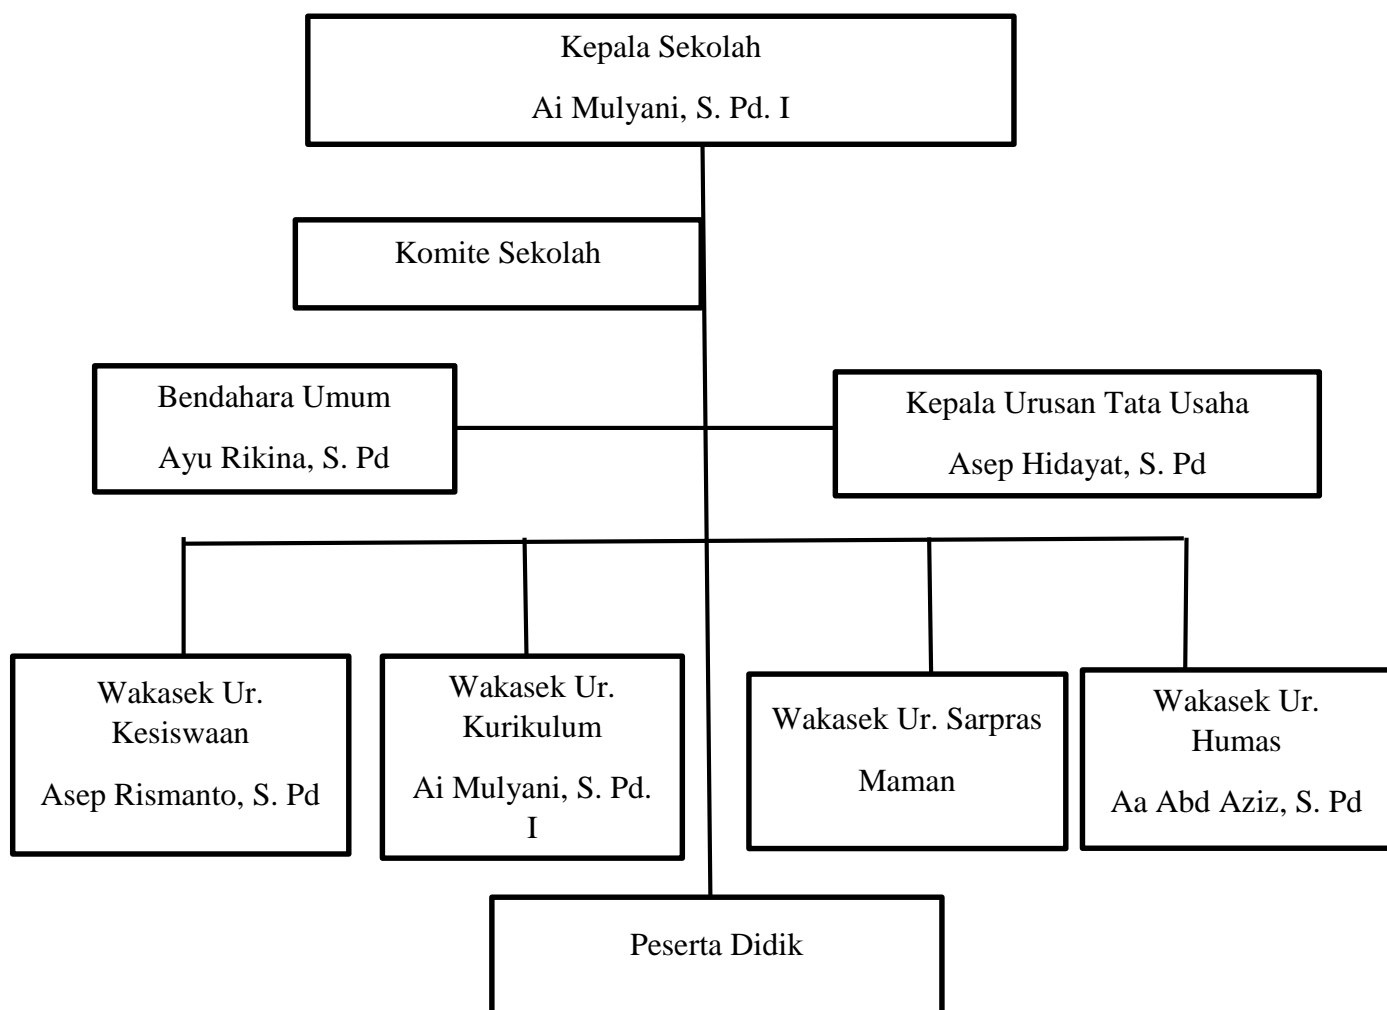 Kepala Sekolah
Ai Mulyani, S. Pd. I
Komite Sekolah
Bendahara Umum
Ayu Rikina, S. Pd
Kepala Urusan Tata Usaha
Asep Hidayat, S. Pd
Wakasek Ur.
Kesiswaan
Asep Rismanto, S. Pd
Wakasek Ur.
Kurikulum
Ai Mulyani, S. Pd.
I
Wakasek Ur. Sarpras
Maman
Wakasek Ur.
Humas
Aa Abd Aziz, S. Pd
Peserta Didik